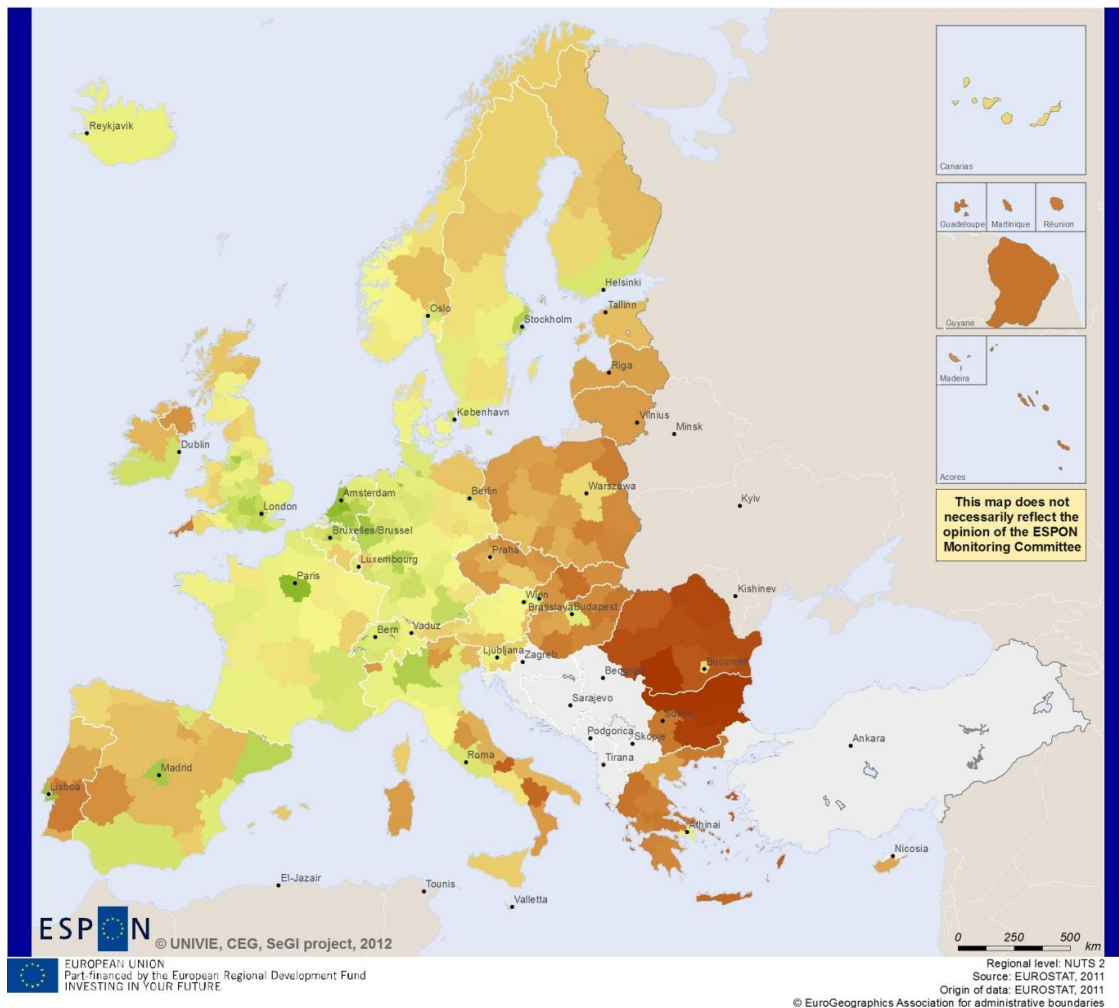 Reykjavik
Canarias
Guadeloupe
Martinique
Réunion
Guyane
Madeira
Acores
Helsinki
Oslo
Tallinn
Stockholm
Riga
København
Vilnius
Minsk
Dublin
Amsterdam
Berlin
Warszawa
London
Kyiv
Bruxelles/Brussel
Praha
Luxembourg
Paris
Kishinev
Wien
Bratislava
Budapest
Bern
Vaduz
Ljubljana
Zagreb
Bucuresti
Beograd
Sarajevo
Sofiya
Podgorica
Skopje
Ankara
Roma
Tirana
Madrid
Lisboa
Athinai
Nicosia
El-Jazair
Tounis
Valletta
This map does not
necessarily reflect the
opinion of the ESPON
Monitoring Committee
ESPON
© UNIVIE, CEG, SeGI project, 2012
0 250 500
km
EUROPEAN UNION
Part-financed by the European Regional Development Fund
INVESTING IN YOUR FUTURE
Regional level: NUTS 2
Source: EUROSTAT, 2011
Origin of data: EUROSTAT, 2011
© EuroGeographics Association for administrative boundaries